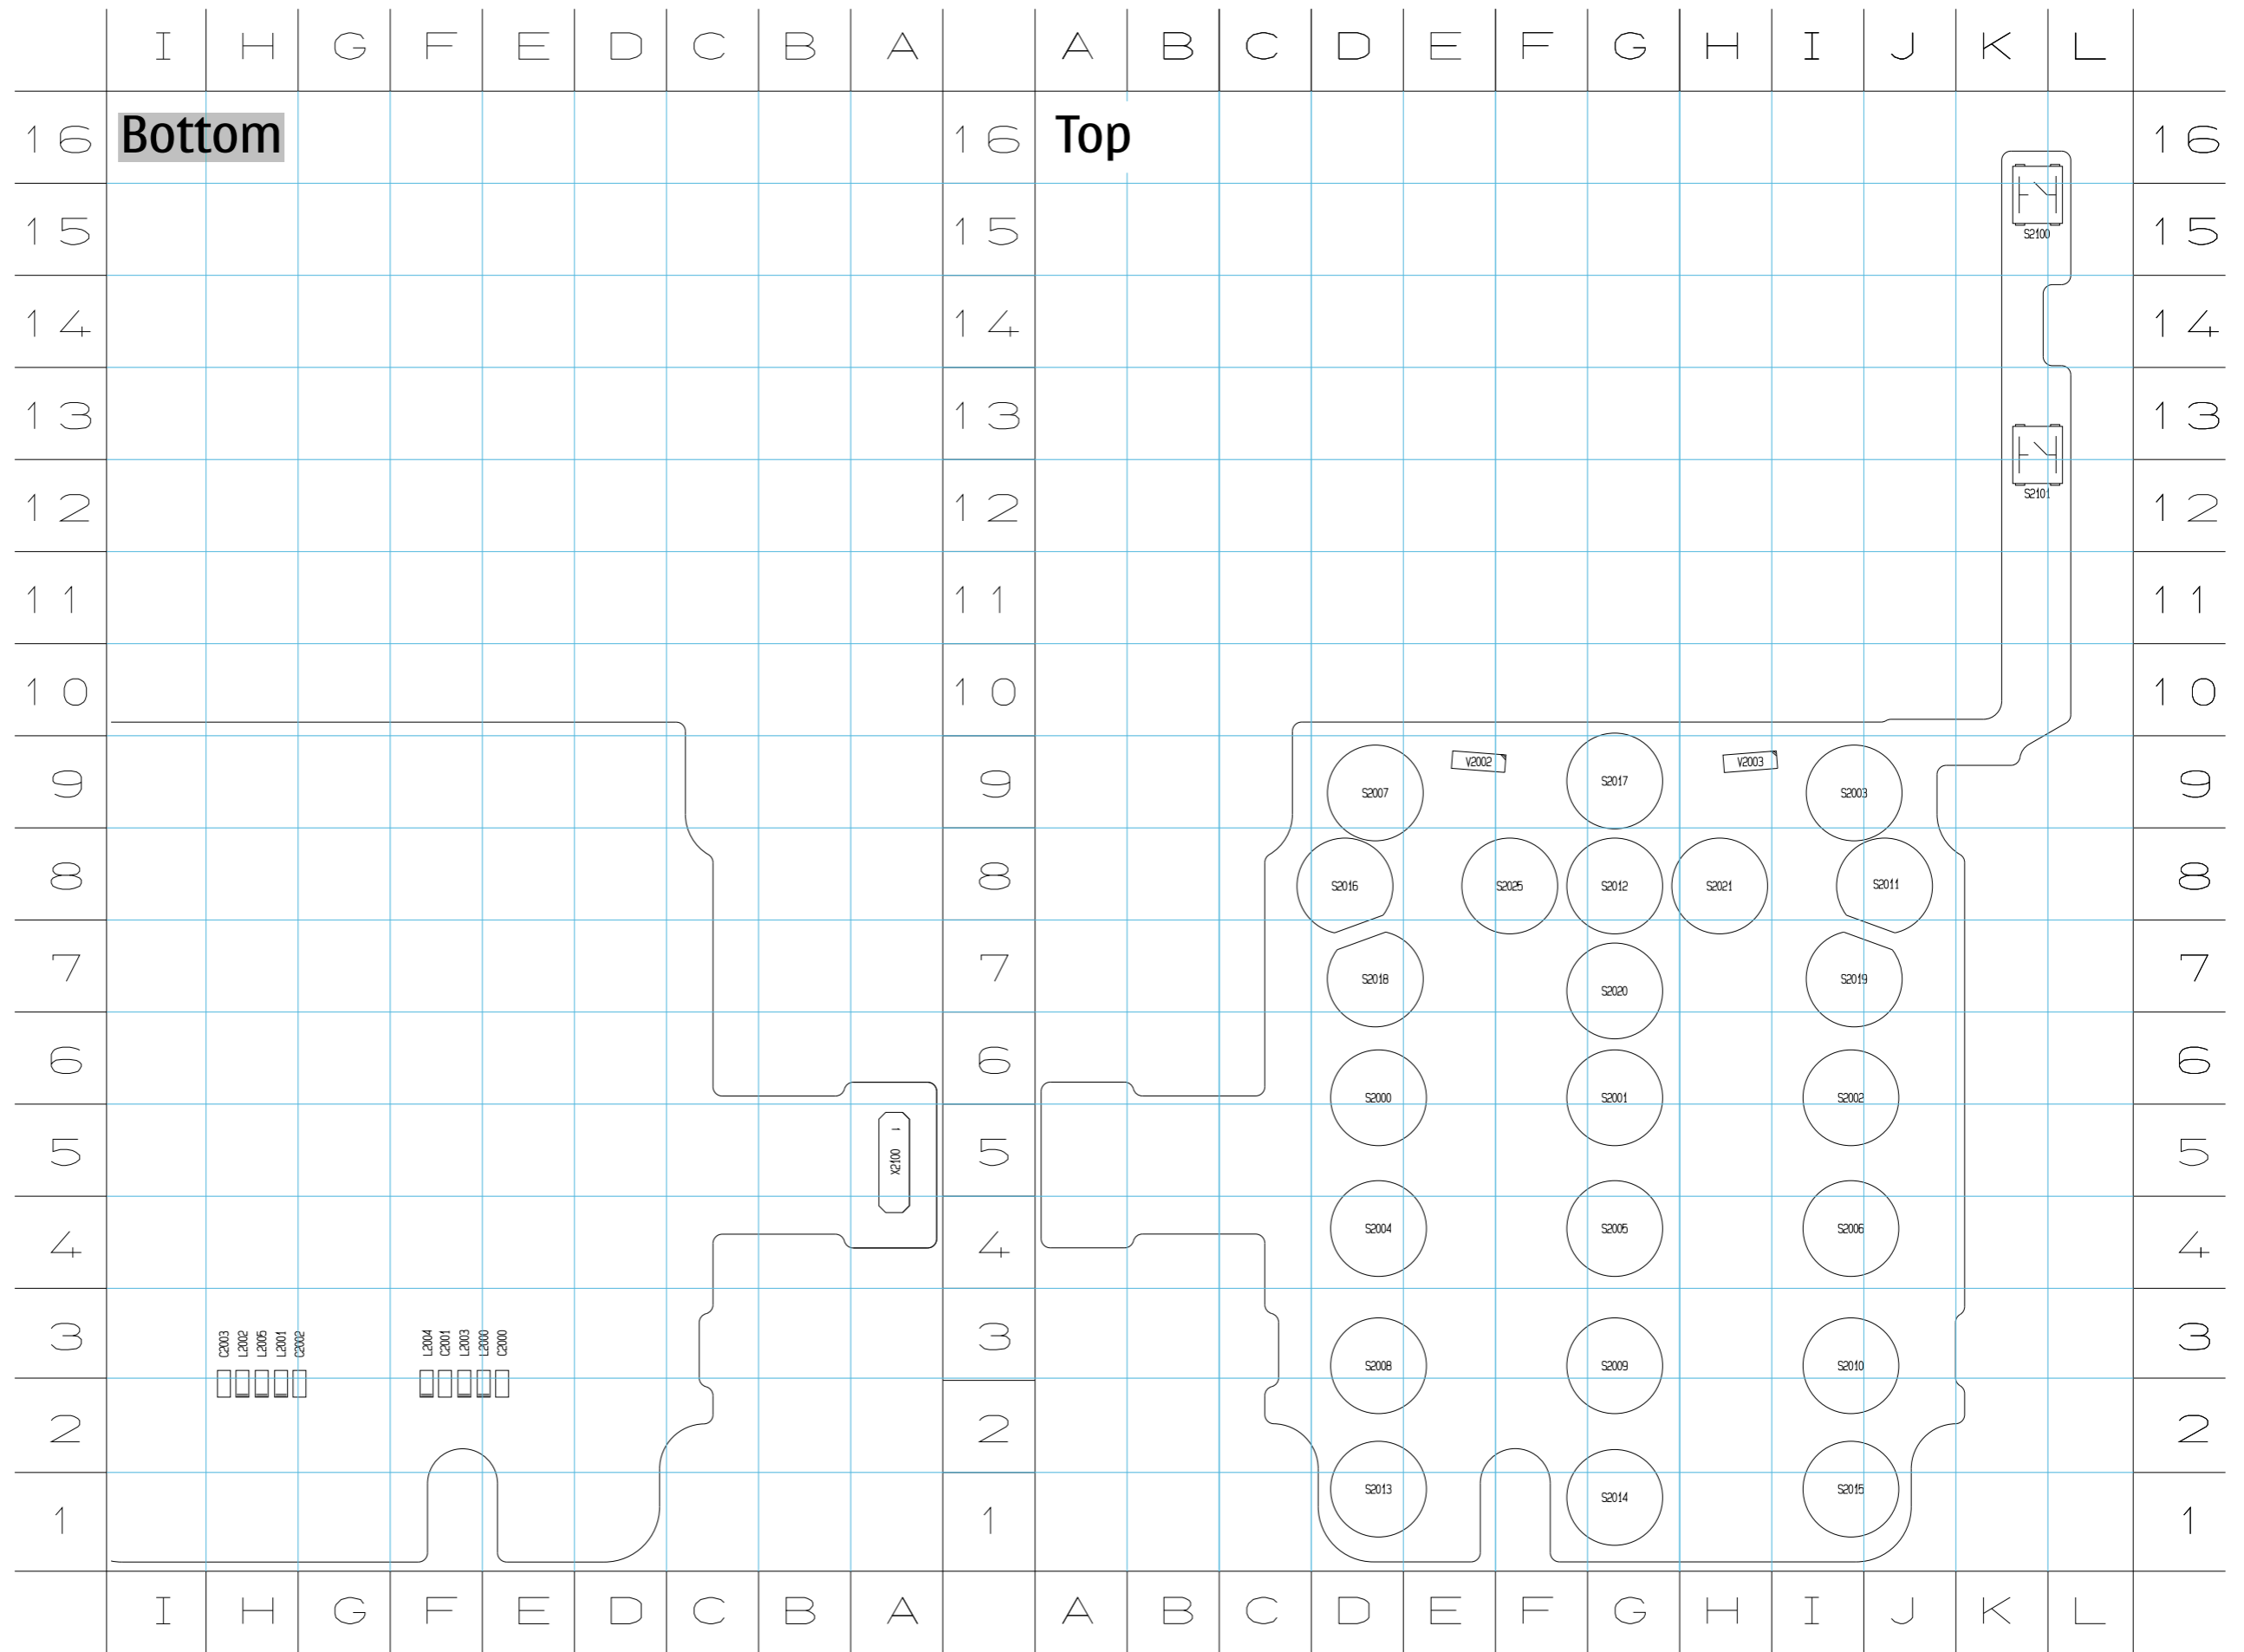 I H G F E D C B A A B C D E F G H I J K L
16 Bottom 16 Top 16
15 15 15
S2100
14 14 14
13 13 13
12 S2101 12 12
11 11 11
10 10 10
9 9 V2002 V2003 9
S2007 S2017 S2003
8 8 S2016 S2025 S2012 S2021 S2011 8
7 7 S2018 S2020 S2019 7
6 6 6
S2000 S2001 S2002
1
5 X2100 5 5
4 4 S2004 S2005 S2006 4
3 C2003 L2002 L2005 L2001 C2002 L2004 C2001 L2003 L2000 C2000 3 3
S2008 S2009 S2010
2 2 2
S2013 S2014 S2015
1 1 1
I H G F E D C B A A B C D E F G H I J K L